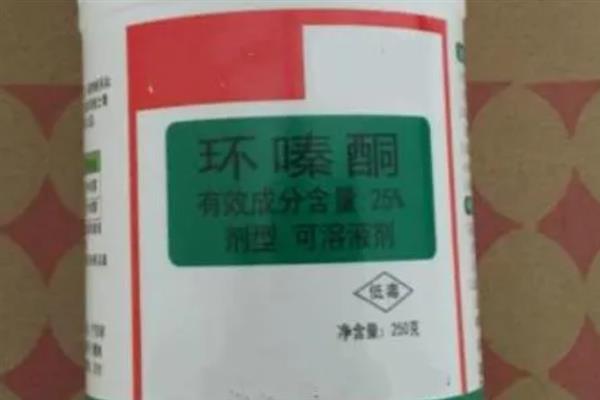 环嗪酮
有效成分含量 25%
剂型 可溶液剂
低毒
净含量：250克